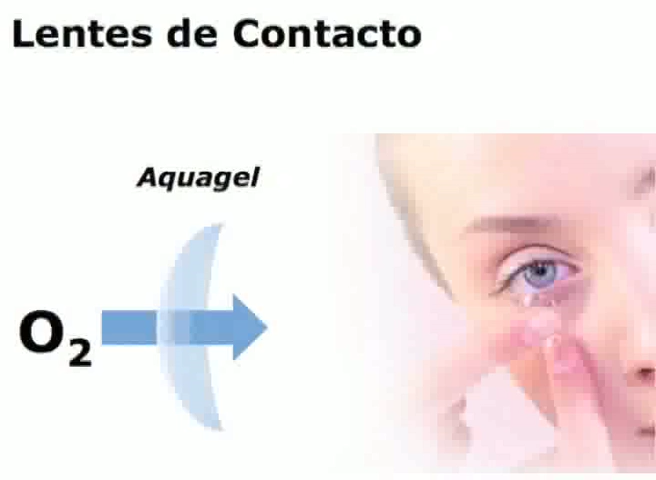 Lentes de Contacto
Aquagel
O₂